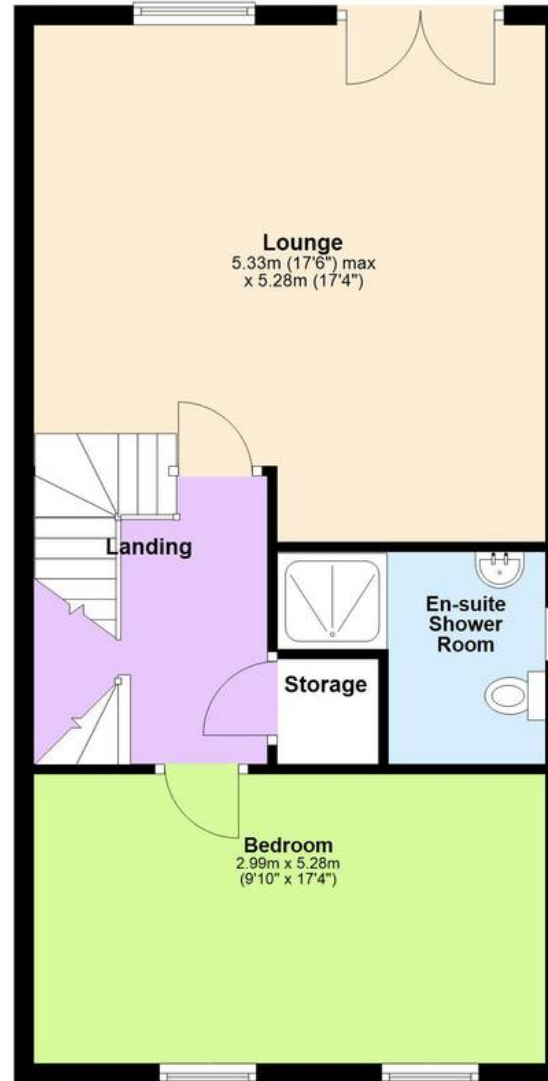 Lounge
5.33m (17'6") max
x 5.28m (17'4")
Landing
En-suite
Shower
Room
Storage
Bedroom
2.99m x 5.28m
(9'10" x 17'4")